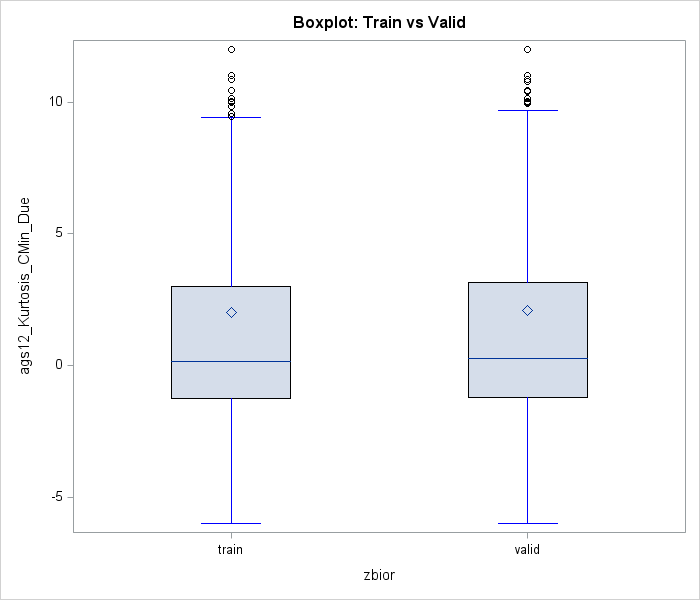 Boxplot: Train vs Valid
ags12_Kurtosis_CMin_Due
10
5
0
-5
train valid
zbior